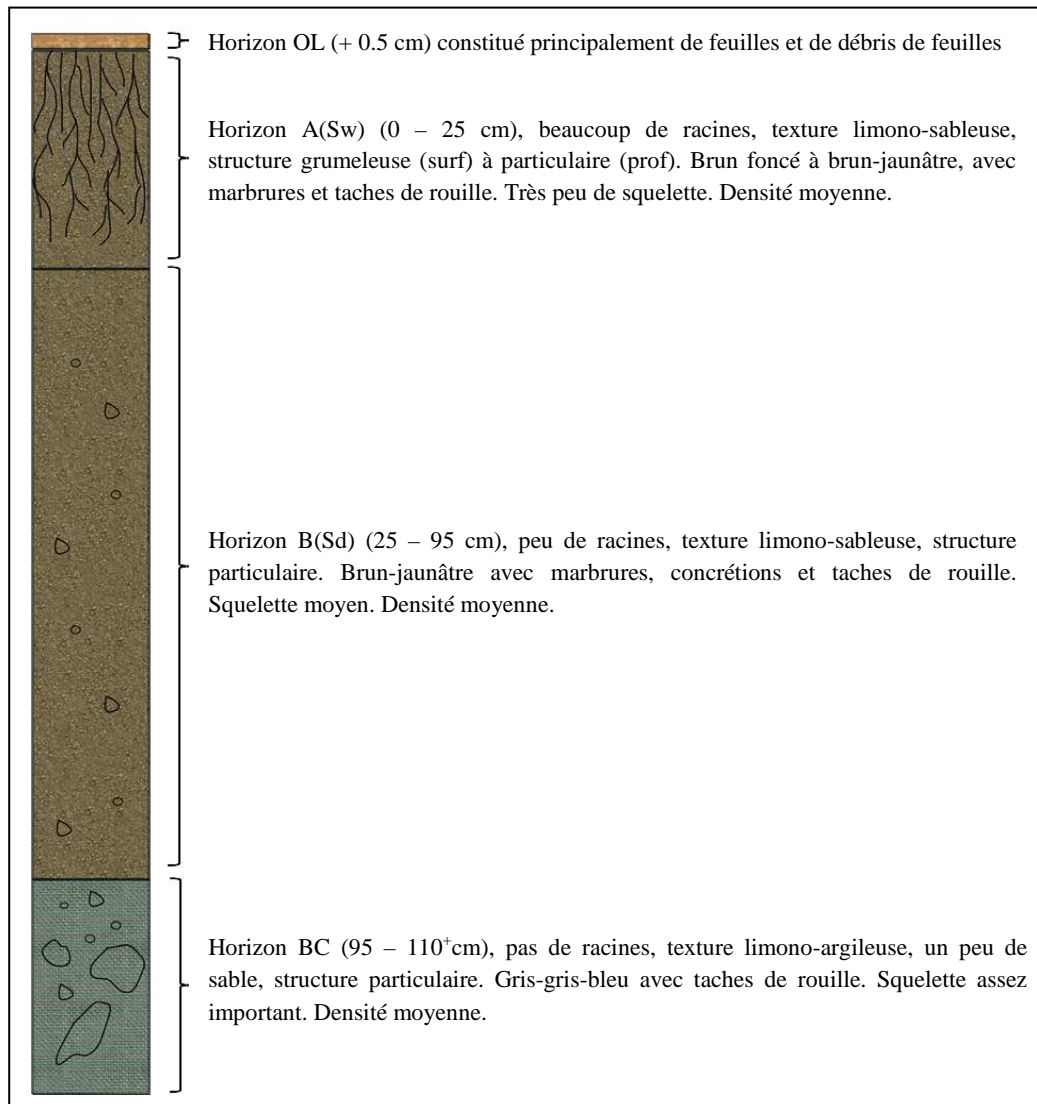 Horizon OL (+ 0.5 cm) constitué principalement de feuilles et de débris de feuilles
Horizon A(Sw) (0 – 25 cm), beaucoup de racines, texture limono-sableuse,
structure grumeleuse (surf) à particulaire (prof). Brun foncé à brun-jaunâtre, avec
marbrures et taches de rouille. Très peu de squelette. Densité moyenne.
Horizon B(Sd) (25 – 95 cm), peu de racines, texture limono-sableuse, structure
particulaire. Brun-jaunâtre avec marbrures, concrétions et taches de rouille.
Squelette moyen. Densité moyenne.
Horizon BC (95 – 110⁺cm), pas de racines, texture limono-argileuse, un peu de
sable, structure particulaire. Gris-gris-bleu avec taches de rouille. Squelette assez
important. Densité moyenne.